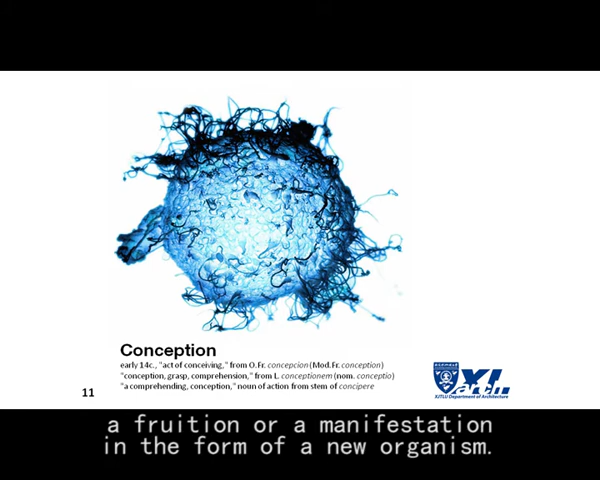 Conception
early 14c., "act of conceiving," from O.Fr. concepcion (Mod.Fr. conception)
"conception, grasp, comprehension," from L. conceptionem (nom. conceptio)
"a comprehending, conception," noun of action from stem of concipere
11
XJTLU Department of Architecture
a fruition or a manifestation
in the form of a new organism.